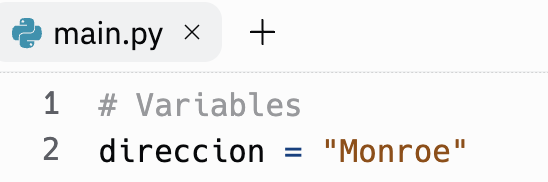 main.py × +
1 # Variables
2 direccion = "Monroe"